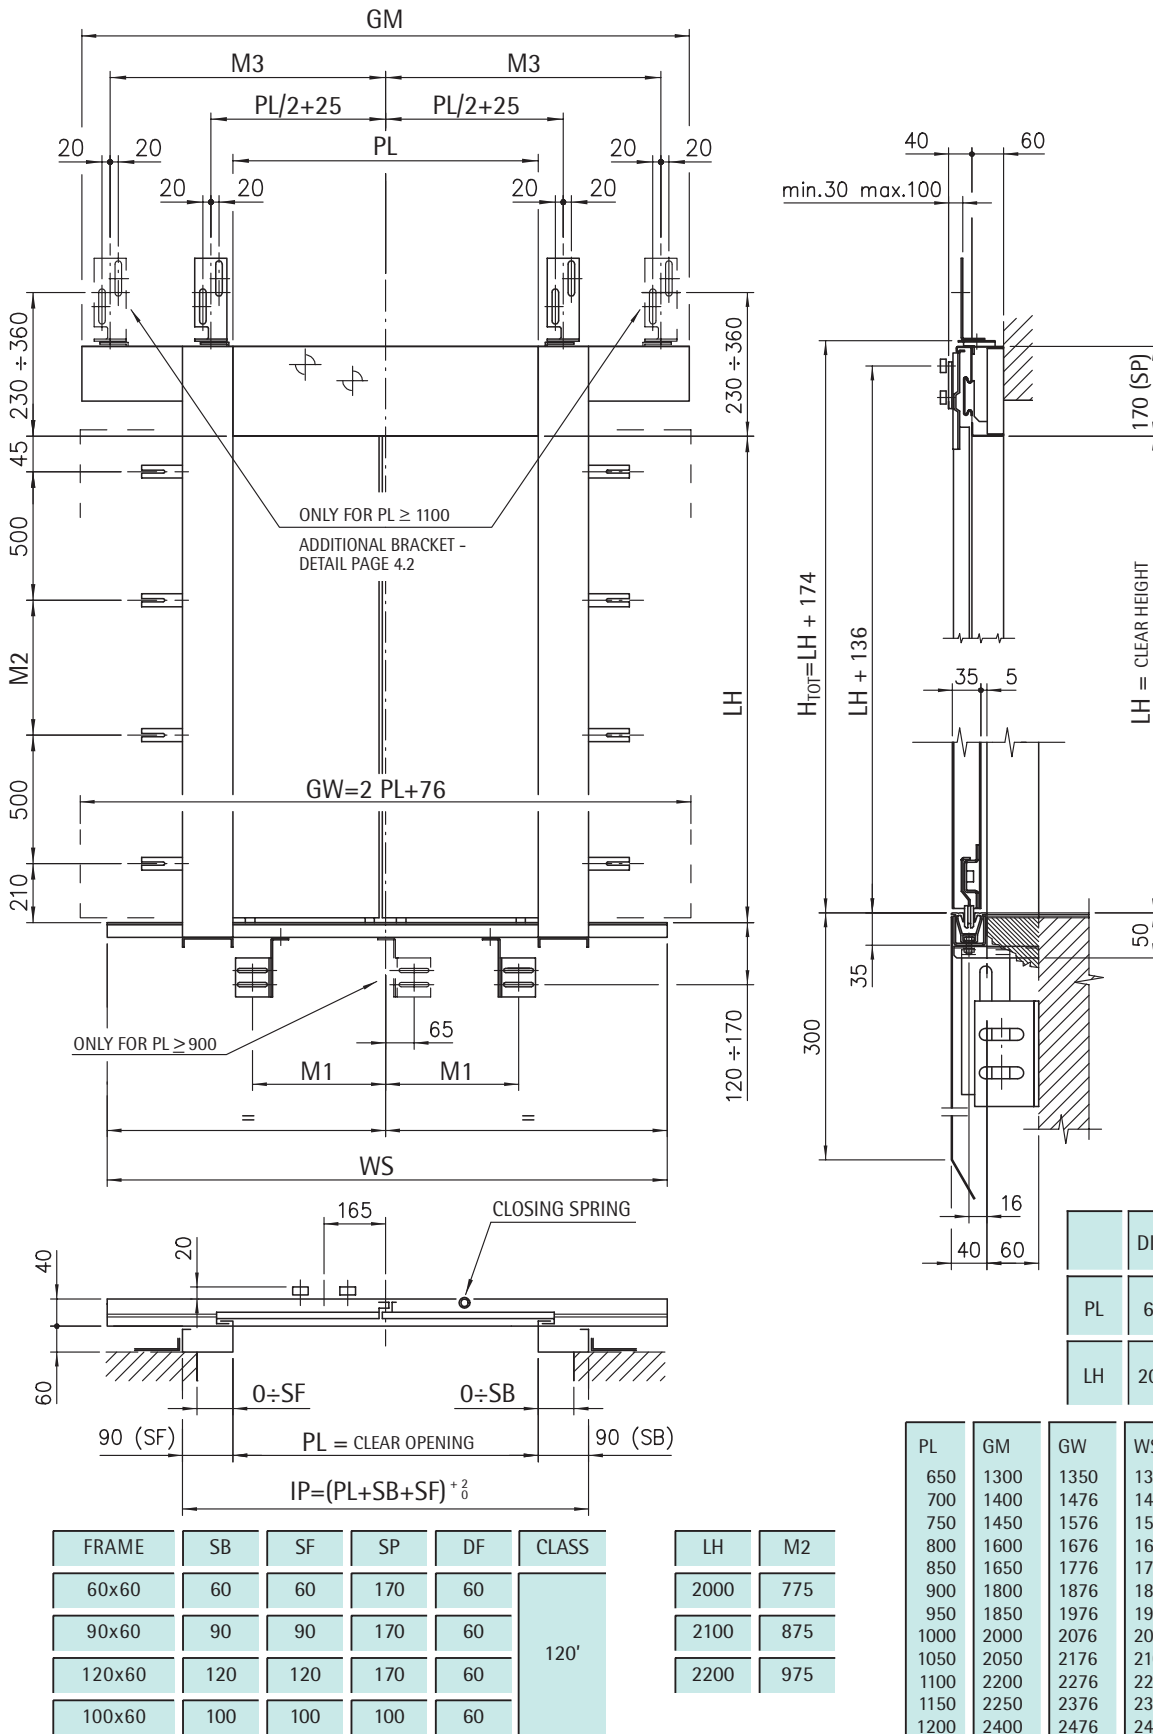 GM
M3 M3
PL/2+25 PL/2+25
20 20 PL 20 20
20 20 20 20
40 60
min.30 max.100
230 ÷ 360
230 ÷ 360
170 (SP)
45
500
ONLY FOR PL ≥ 1100
ADDITIONAL BRACKET -
DETAIL PAGE 4.2
M2
LH
HTOT=LH + 174
LH + 136
LH = CLEAR HEIGHT
35 5
500
GW=2 PL+76
210
50
35
300
ONLY FOR PL ≥ 900
65
M1 M1
120 ÷170
= =
WS
16
40 60
165
CLOSING SPRING
20
40
60
0÷SF 0÷SB
90 (SF) PL = CLEAR OPENING 90 (SB)
IP=(PL+SB+SF) +2 0
PL
LH
FRAME SB SF SP DF CLASS
60x60 60 60 170 60
90x60 90 90 170 60
120'
120x60 120 120 170 60
100x60 100 100 100 60
LH M2
2000 775
2100 875
2200 975
PL GM GW
650 1300 1350
700 1400 1476
750 1450 1576
800 1600 1676
850 1650 1776
900 1800 1876
950 1850 1976
1000 2000 2076
1050 2050 2176
1100 2200 2276
1150 2250 2376
1200 2400 2476